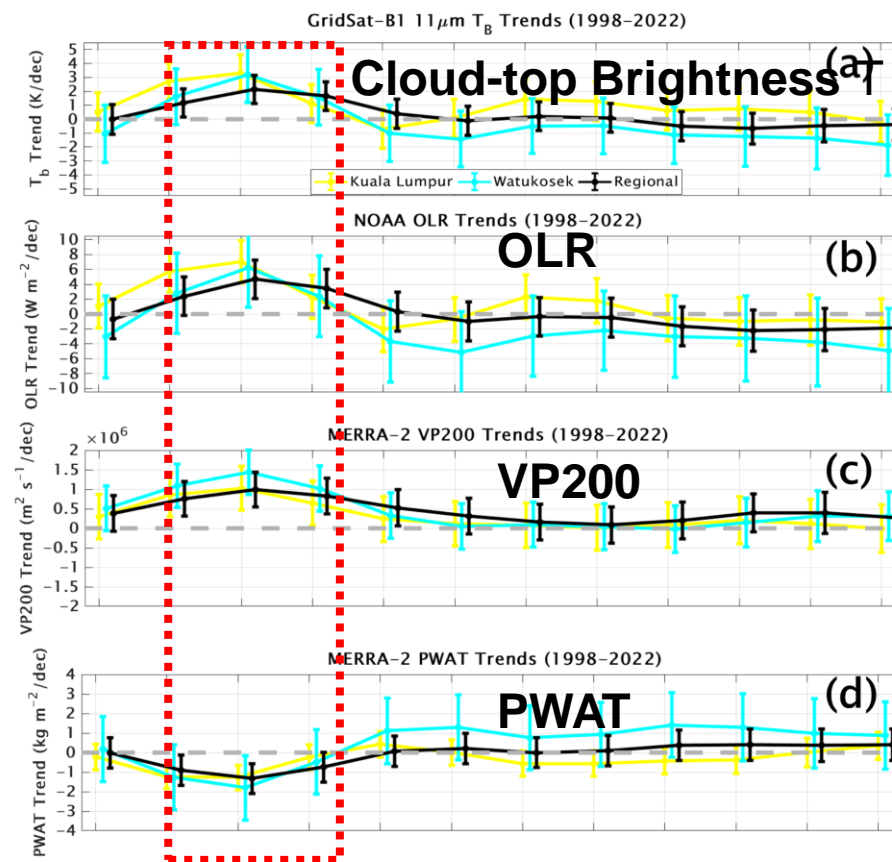 GridSat-B1 11μm T_B Trends (1998–2022)
(a)
Cloud-top Brightness T
T_b Trend (K/dec)
5
4
3
2
1
0
-1
-2
-3
-4
-5
Kuala Lumpur Watukosek Regional
NOAA OLR Trends (1998–2022)
OLR
(b)
OLR Trend (W m⁻²/dec)
10
8
6
4
2
0
-2
-4
-6
-8
-10
MERRA-2 VP200 Trends (1998–2022)
×10⁶
VP200
(c)
VP200 Trend (m² s⁻¹/dec)
2
1.5
1
0.5
0
-0.5
-1
-1.5
-2
MERRA-2 PWAT Trends (1998–2022)
PWAT
(d)
PWAT Trend (kg m⁻²/dec)
4
3
2
1
0
-1
-2
-3
-4